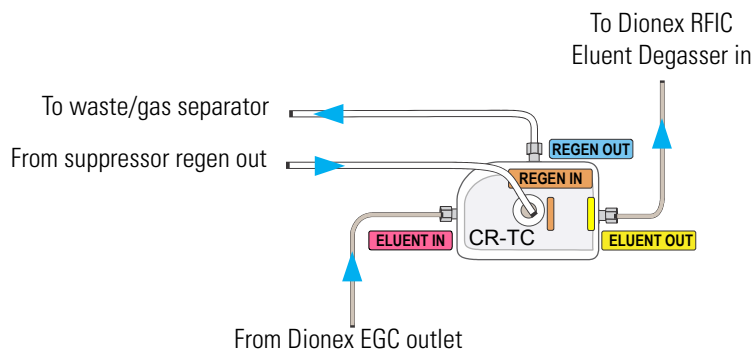 To Dionex RFIC
Eluent Degasser in
To waste/gas separator
From suppressor regen out
REGEN OUT
REGEN IN
ELUENT IN
CR-TC
ELUENT OUT
From Dionex EGC outlet